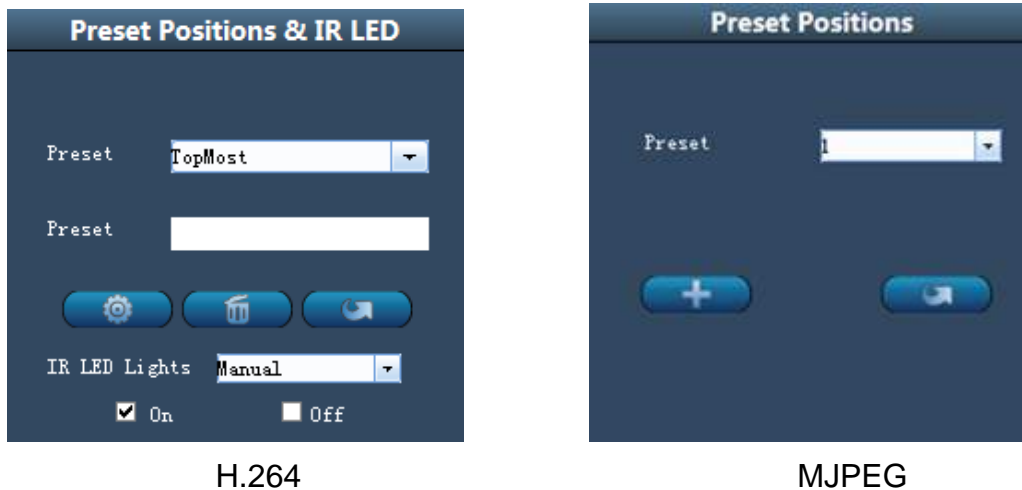 Preset Positions & IR LED
Preset TopMost
Preset
IR LED Lights Manual
On Off
H.264
Preset Positions
Preset 1
MJPEG